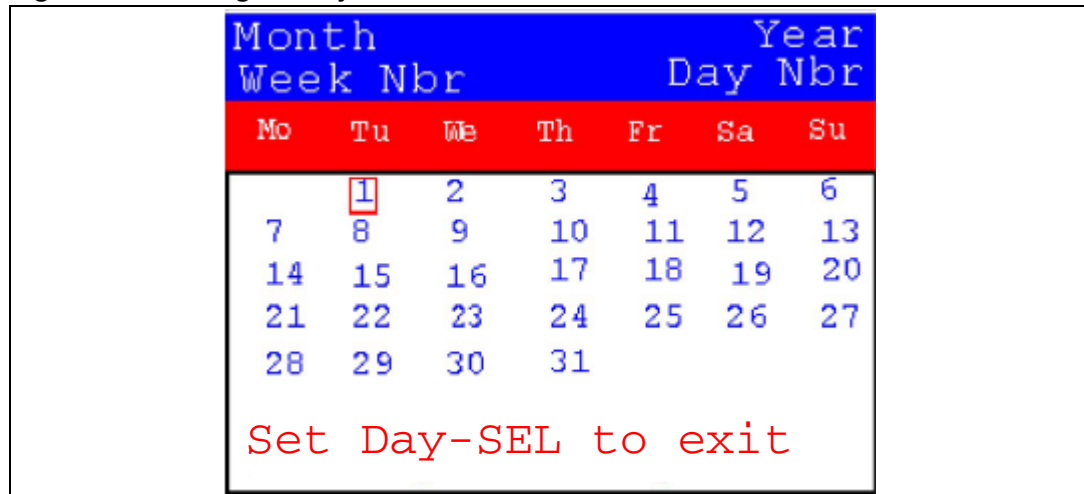 Month Year
Week Nbr Day Nbr
Mo Tu We Th Fr Sa Su
1 2 3 4 5 6
7 8 9 10 11 12 13
14 15 16 17 18 19 20
21 22 23 24 25 26 27
28 29 30 31
Set Day-SEL to exit